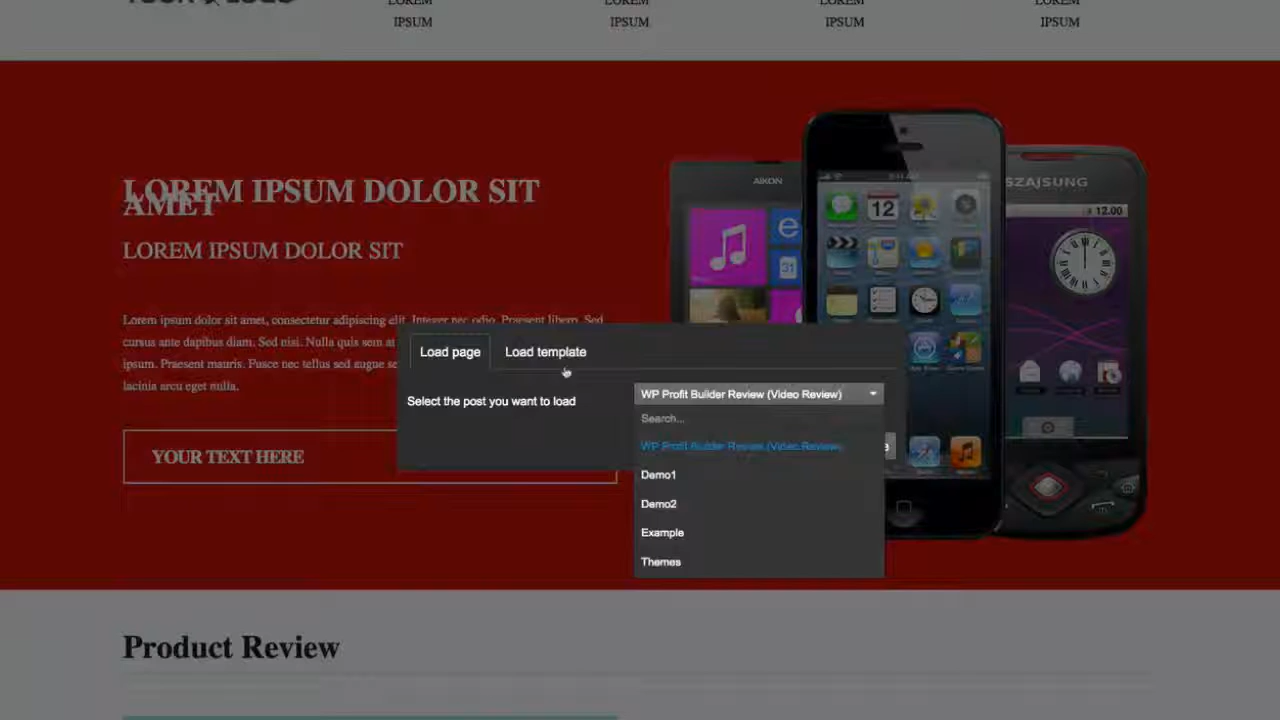 YOUR LOGO
LOREM LOREM LOREM LOREM
IPSUM IPSUM IPSUM IPSUM
LOREM IPSUM DOLOR SIT
AMET
LOREM IPSUM DOLOR SIT
Lorem ipsum dolor sit amet, consectetur adipiscing elit. Integer nec odio. Praesent libero. Sed
cursus ante dapibus diam. Sed nisi. Nulla quis sem at
ipsum. Praesent mauris. Fusce nec tellus sed augue se
lacinia arcu eget nulla.
YOUR TEXT HERE
AIKON
SZAJSUNG
12.00
12
31
Load page Load template
Select the post you want to load
WP Profit Builder Review (Video Review)
Search...
WP Profit Builder Review (Video Review)
Demo1
Demo2
Example
Themes
Product Review